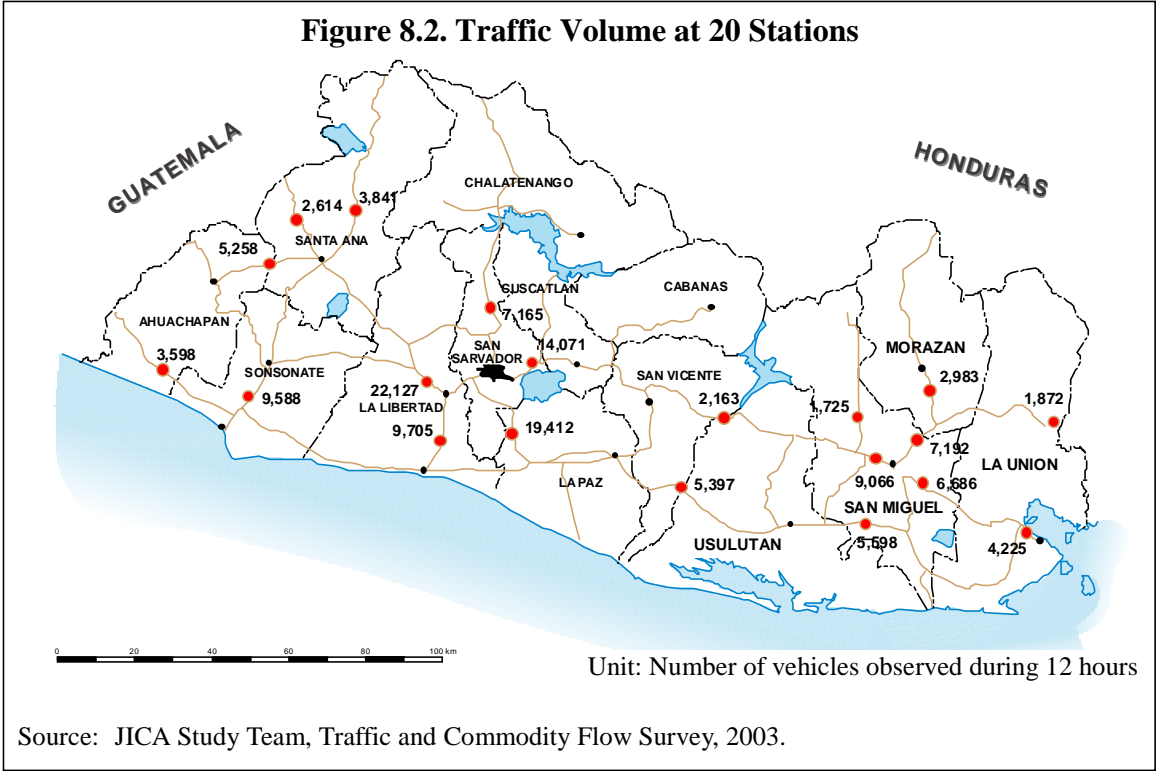 Figure 8.2. Traffic Volume at 20 Stations
GUATEMALA
HONDURAS
CHALATENANGO
2,614
3,841
SANTA ANA
5,258
CUSCATLAN
7,165
CABANAS
AHUACHAPAN
3,598
SONSONATE
9,588
SAN
SARVADOR
14,071
22,127
LA LIBERTAD
9,705
19,412
SAN VICENTE
2,163
MORAZAN
2,983
1,725
1,872
7,192
LA UNION
9,066
6,686
LA PAZ
5,397
SAN MIGUEL
5,598
USULUTAN
4,225
0 20 40 60 80 100 km
Unit: Number of vehicles observed during 12 hours
Source: JICA Study Team, Traffic and Commodity Flow Survey, 2003.